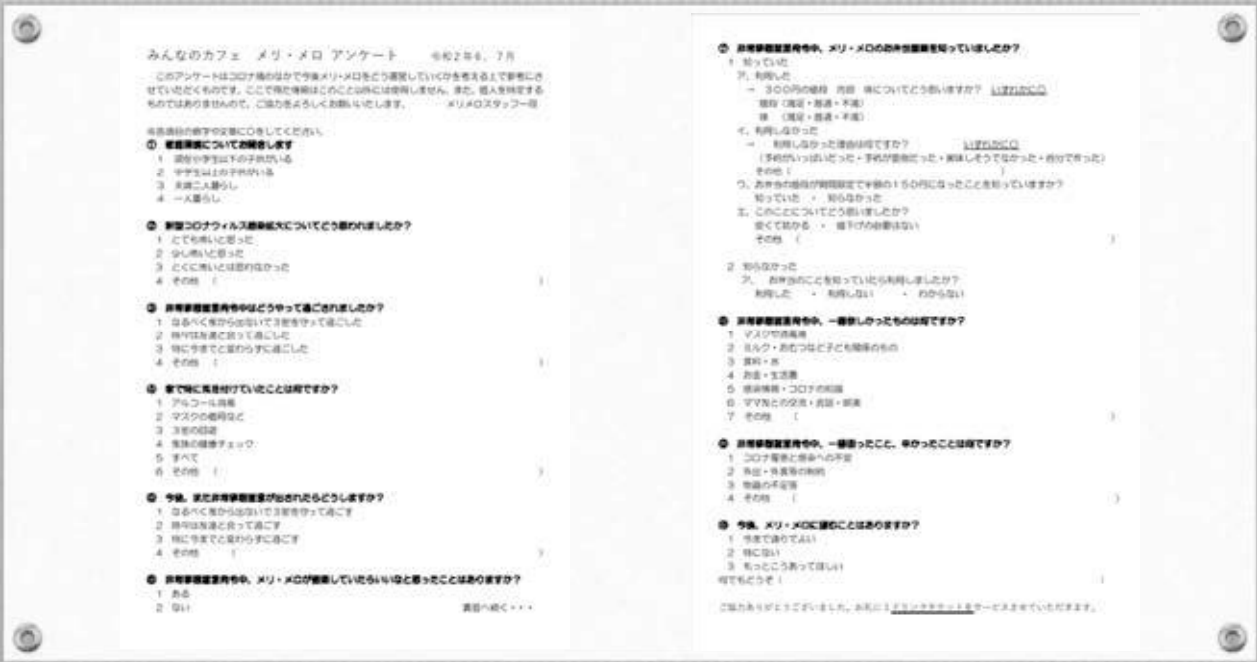 みんなのカフェ　メリ・メロ アンケート　　令和2年6、7月
このアンケートはコロナ禍のなかで今後メリ・メロをどう運営していくかを考える上で参考にさ
せていただくものです。ここで得た情報はこのこと以外には使用しません。また、個人を特定する
ものではありませんので、ご協力をよろしくお願いいたします。　　メリメロスタッフ一同
※各項目の数字や文章に○をしてください。
① 家庭環境についてお聞きします
1　現在小学生以下の子供がいる
2　中学生以上の子供がいる
3　夫婦二人暮らし
4　一人暮らし
② 新型コロナウィルス感染拡大についてどう思われましたか？
1　とても怖いと思った
2　少し怖いと思った
3　とくに怖いとは思わなかった
4　その他　（　　　）
③ 非常事態宣言発令中はどうやって過ごされましたか？
1　なるべく家から出ないで3密を守って過ごした
2　時々は友達と会って過ごした
3　特に今までと変わらずに過ごした
4　その他　（　　　）
④ 家で特に気を付けていたことは何ですか？
1　アルコール消毒
2　マスクの着用など
3　3密の回避
4　家族の健康チェック
5　すべて
6　その他　（　　　）
⑤ 今後、また非常事態宣言が出されたらどうしますか？
1　なるべく家から出ないで3密を守って過ごす
2　時々は友達と会って過ごす
3　特に今までと変わらずに過ごす
4　その他　　（　　　）
⑥ 非常事態宣言発令中、メリ・メロが営業していたらいいなと思ったことはありますか？
1　ある
2　ない　　　裏面へ続く・・・
⑦ 非常事態宣言発令中、メリ・メロのお弁当販売を知っていましたか？
1　知っていた
ア、利用した
→　300円の値段　内容　味についてどう思いますか？　いずれかに○
値段（満足・普通・不満）
味　（満足・普通・不満）
イ、利用しなかった
→　利用しなかった理由は何ですか？　　いずれかに○
（予約がいっぱいだった・予約が面倒だった・美味しそうでなかった・自分で作った）
その他（　　　）
ウ、お弁当の値段が期間限定で半額の150円になったことを知っていますか？
知っていた　・　知らなかった
エ、このことについてどう思いましたか？
安くて助かる　・　値下げの必要はない
その他　（　　　）
2　知らなかった
ア、　お弁当のことを知っていたら利用しましたか？
利用した　・　利用しない　・　わからない
⑧ 非常事態宣言発令中、一番欲しかったものは何ですか？
1　マスクや消毒液
2　ミルク・おむつなど子ども関係のもの
3　食料・水
4　お金・生活費
5　感染情報・コロナの知識
6　ママ友との交流・会話・娯楽
7　その他　（　　　）
⑨ 非常事態宣言発令中、一番困ったこと、辛かったことは何ですか？
1　コロナ罹患と感染への不安
2　外出・外食等の制約
3　物資の不足等
4　その他　（　　　）
⑩ 今後、メリ・メロに望むことはありますか？
1　今まで通りでよい
2　特にない
3　もっとこうあってほしい
何でもどうぞ（　　　）
ご協力ありがとうございました。お礼に1ドリンクチケットをサービスさせていただきます。